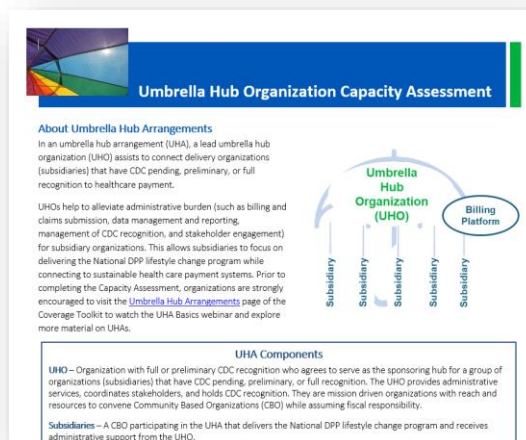 Umbrella Hub Organization Capacity Assessment
About Umbrella Hub Arrangements
In an umbrella hub arrangement (UHA), a lead umbrella hub
organization (UHO) assists to connect delivery organizations
(subsidiaries) that have CDC pending, preliminary, or full
recognition to healthcare payment.
UHOs help to alleviate administrative burden (such as billing and
claims submission, data management and reporting,
management of CDC recognition, and stakeholder engagement)
for subsidiary organizations. This allows subsidiaries to focus on
delivering the National DPP lifestyle change program while
connecting to sustainable health care payment systems. Prior to
completing the Capacity Assessment, organizations are strongly
encouraged to visit the Umbrella Hub Arrangements page of the
Coverage Toolkit to watch the UHA Basics webinar and explore
more material on UHAs.
Umbrella
Hub
Organization
(UHO)
Billing
Platform
Subsidiary
Subsidiary
Subsidiary
Subsidiary
Subsidiary
UHA Components
UHO – Organization with full or preliminary CDC recognition who agrees to serve as the sponsoring hub for a group of
organizations (subsidiaries) that have CDC pending, preliminary, or full recognition. The UHO provides administrative
services, coordinates stakeholders, and holds CDC recognition. They are mission driven organizations with reach and
resources to convene Community Based Organizations (CBO) while assuming fiscal responsibility.
Subsidiaries – A CBO participating in the UHA that delivers the National DPP lifestyle change program and receives
administrative support from the UHO.